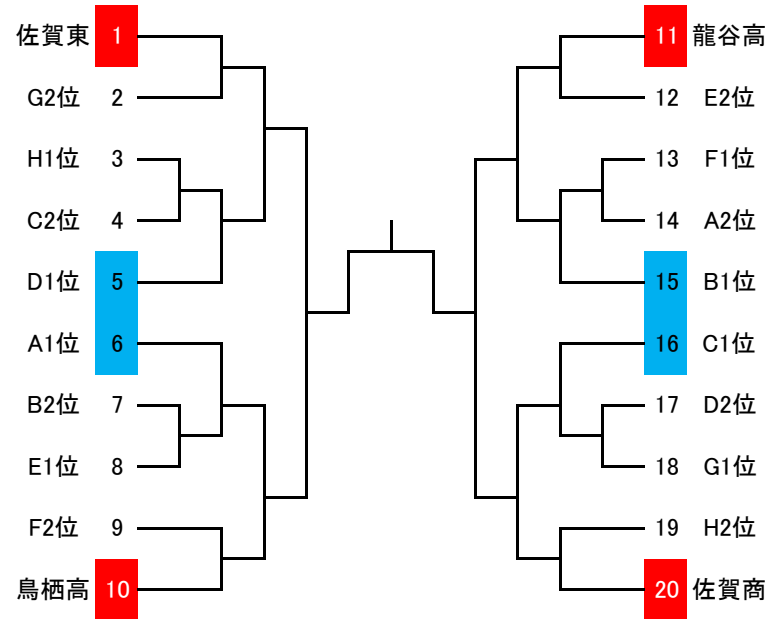 佐賀東 1 11 龍谷高
G2位 2 12 E2位
H1位 3 13 F1位
C2位 4 14 A2位
D1位 5 15 B1位
A1位 6 16 C1位
B2位 7 17 D2位
E1位 8 18 G1位
F2位 9 19 H2位
鳥栖高 10 20 佐賀商